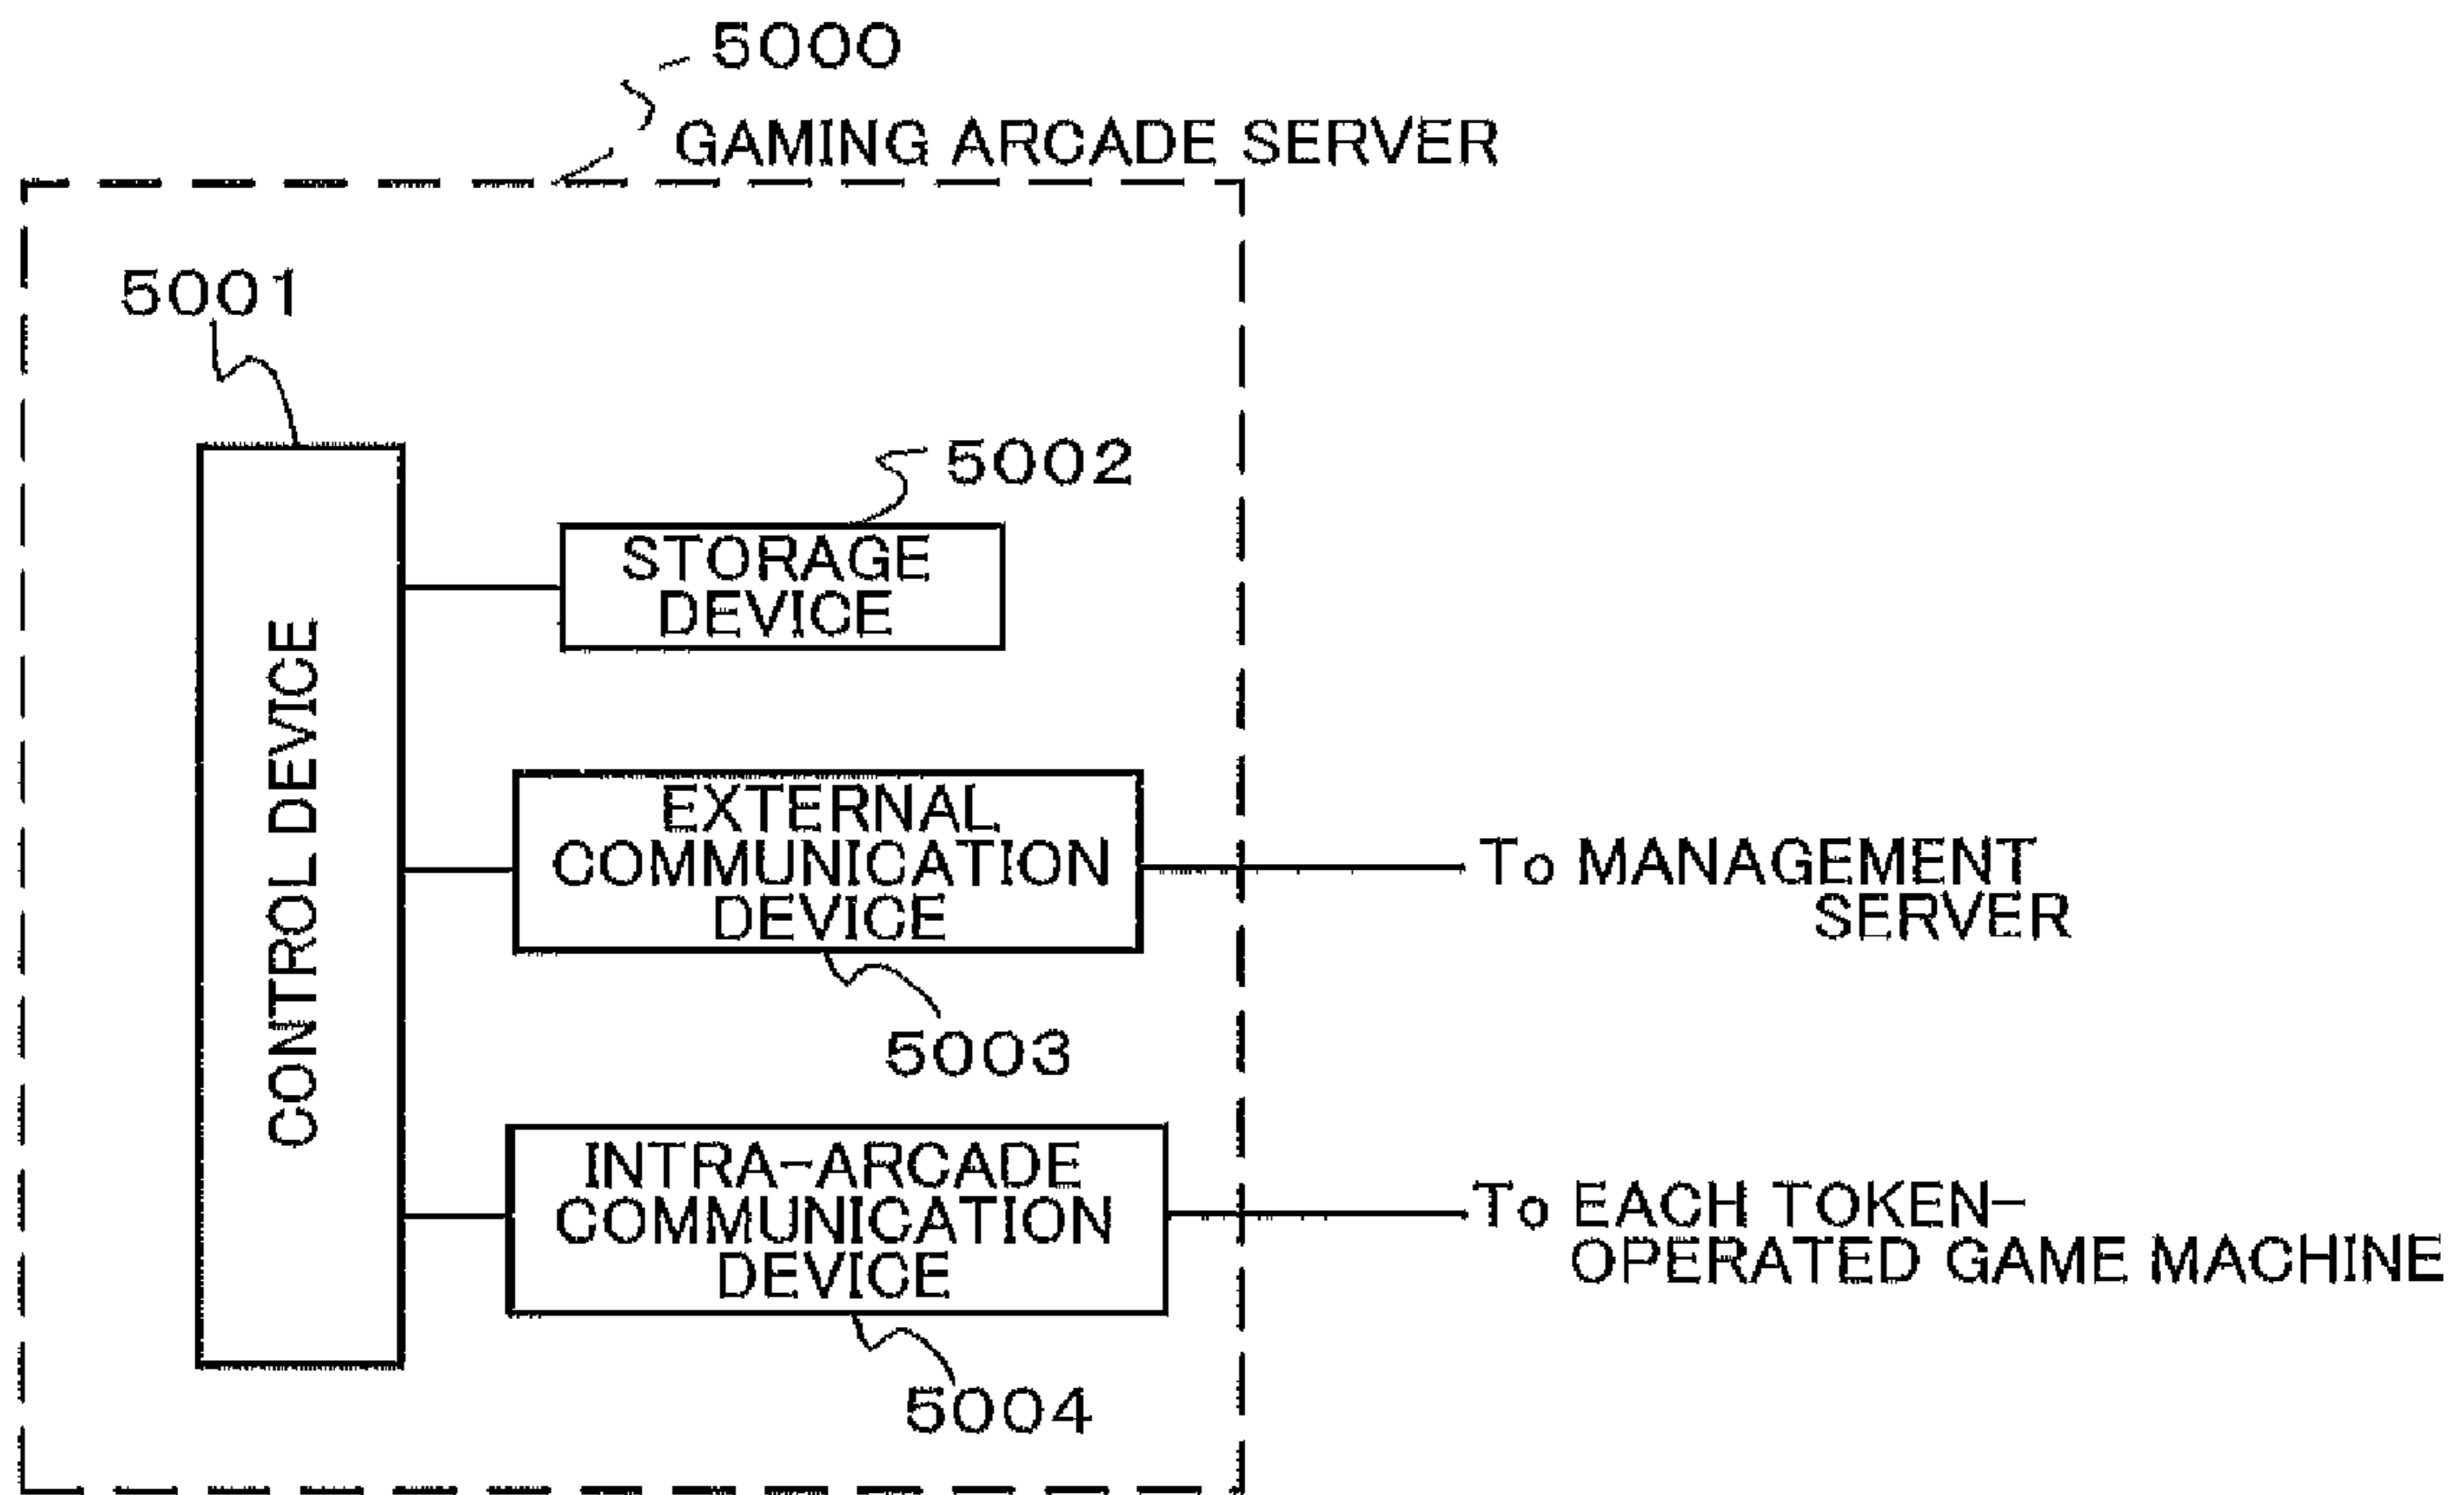 5000
GAMING ARCADE SERVER
5001
5002
STORAGE
DEVICE
CONTROL DEVICE
EXTERNAL
COMMUNICATION
DEVICE
To MANAGEMENT
SERVER
5003
INTRA-ARCADE
COMMUNICATION
DEVICE
To EACH TOKEN-
OPERATED GAME MACHINE
5004